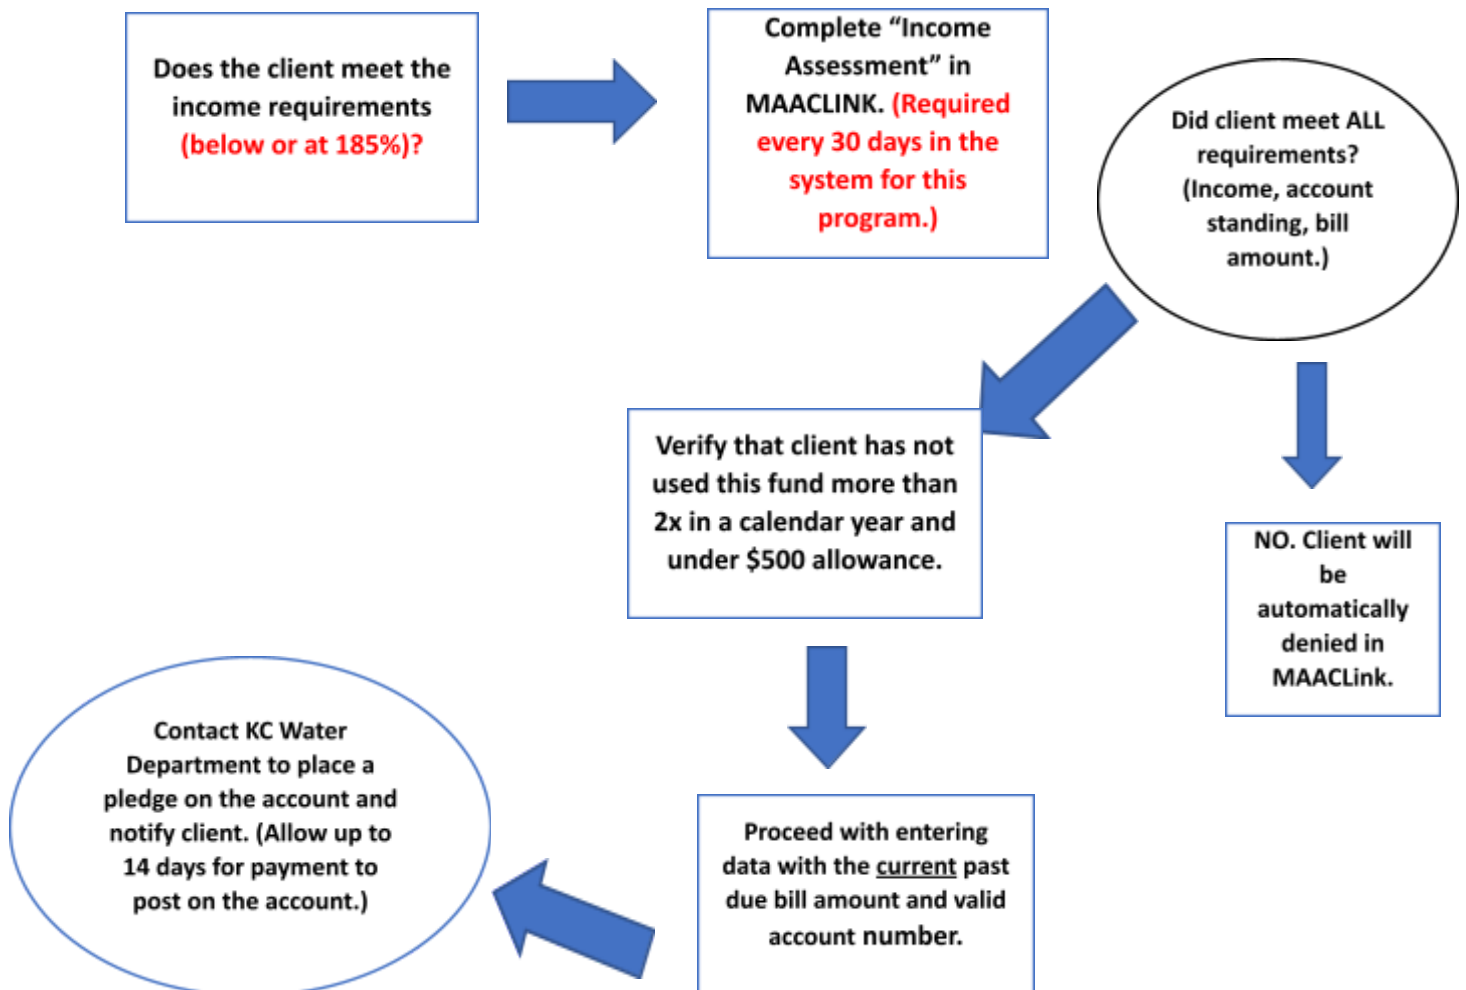 Does the client meet the
income requirements
(below or at 185%)?
Complete “Income
Assessment” in
MAACLINK. (Required
every 30 days in the
system for this
program.)
Did client meet ALL
requirements?
(Income, account
standing, bill
amount.)
Verify that client has not
used this fund more than
2x in a calendar year and
under $500 allowance.
NO. Client will
be
automatically
denied in
MAACLink.
Proceed with entering
data with the current past
due bill amount and valid
account number.
Contact KC Water
Department to place a
pledge on the account and
notify client. (Allow up to
14 days for payment to
post on the account.)